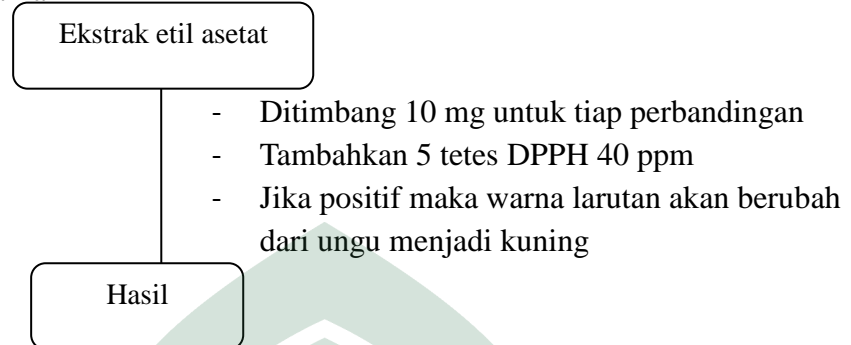 Ekstrak etil asetat
- Ditimbang 10 mg untuk tiap perbandingan
- Tambahkan 5 tetes DPPH 40 ppm
- Jika positif maka warna larutan akan berubah
dari ungu menjadi kuning
Hasil